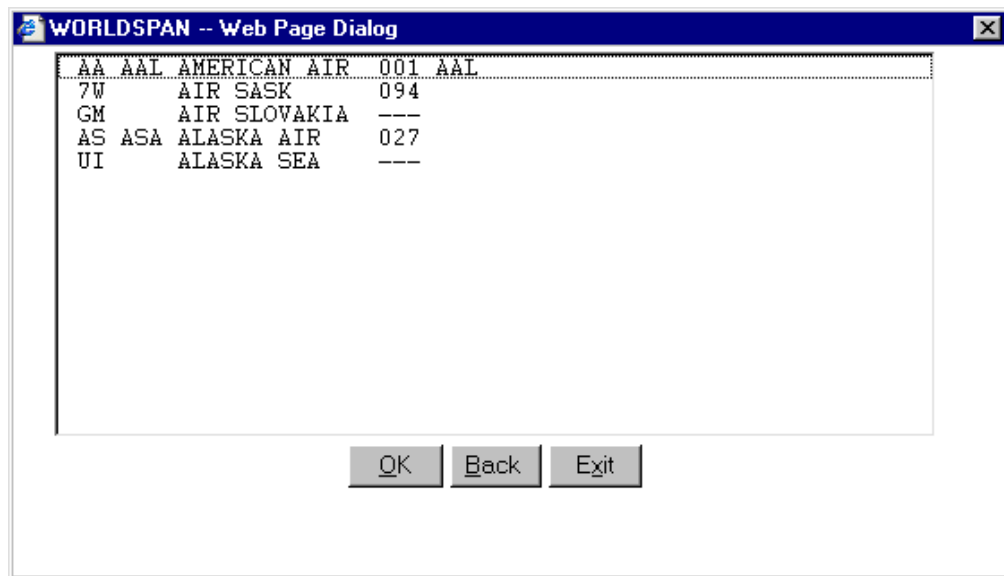 WORLDSPAN -- Web Page Dialog
AA AAL AMERICAN AIR 001 AAL
7W AIR SASK 094
GM AIR SLOVAKIA ---
AS ASA ALASKA AIR 027
UI ALASKA SEA ---
OK Back Exit